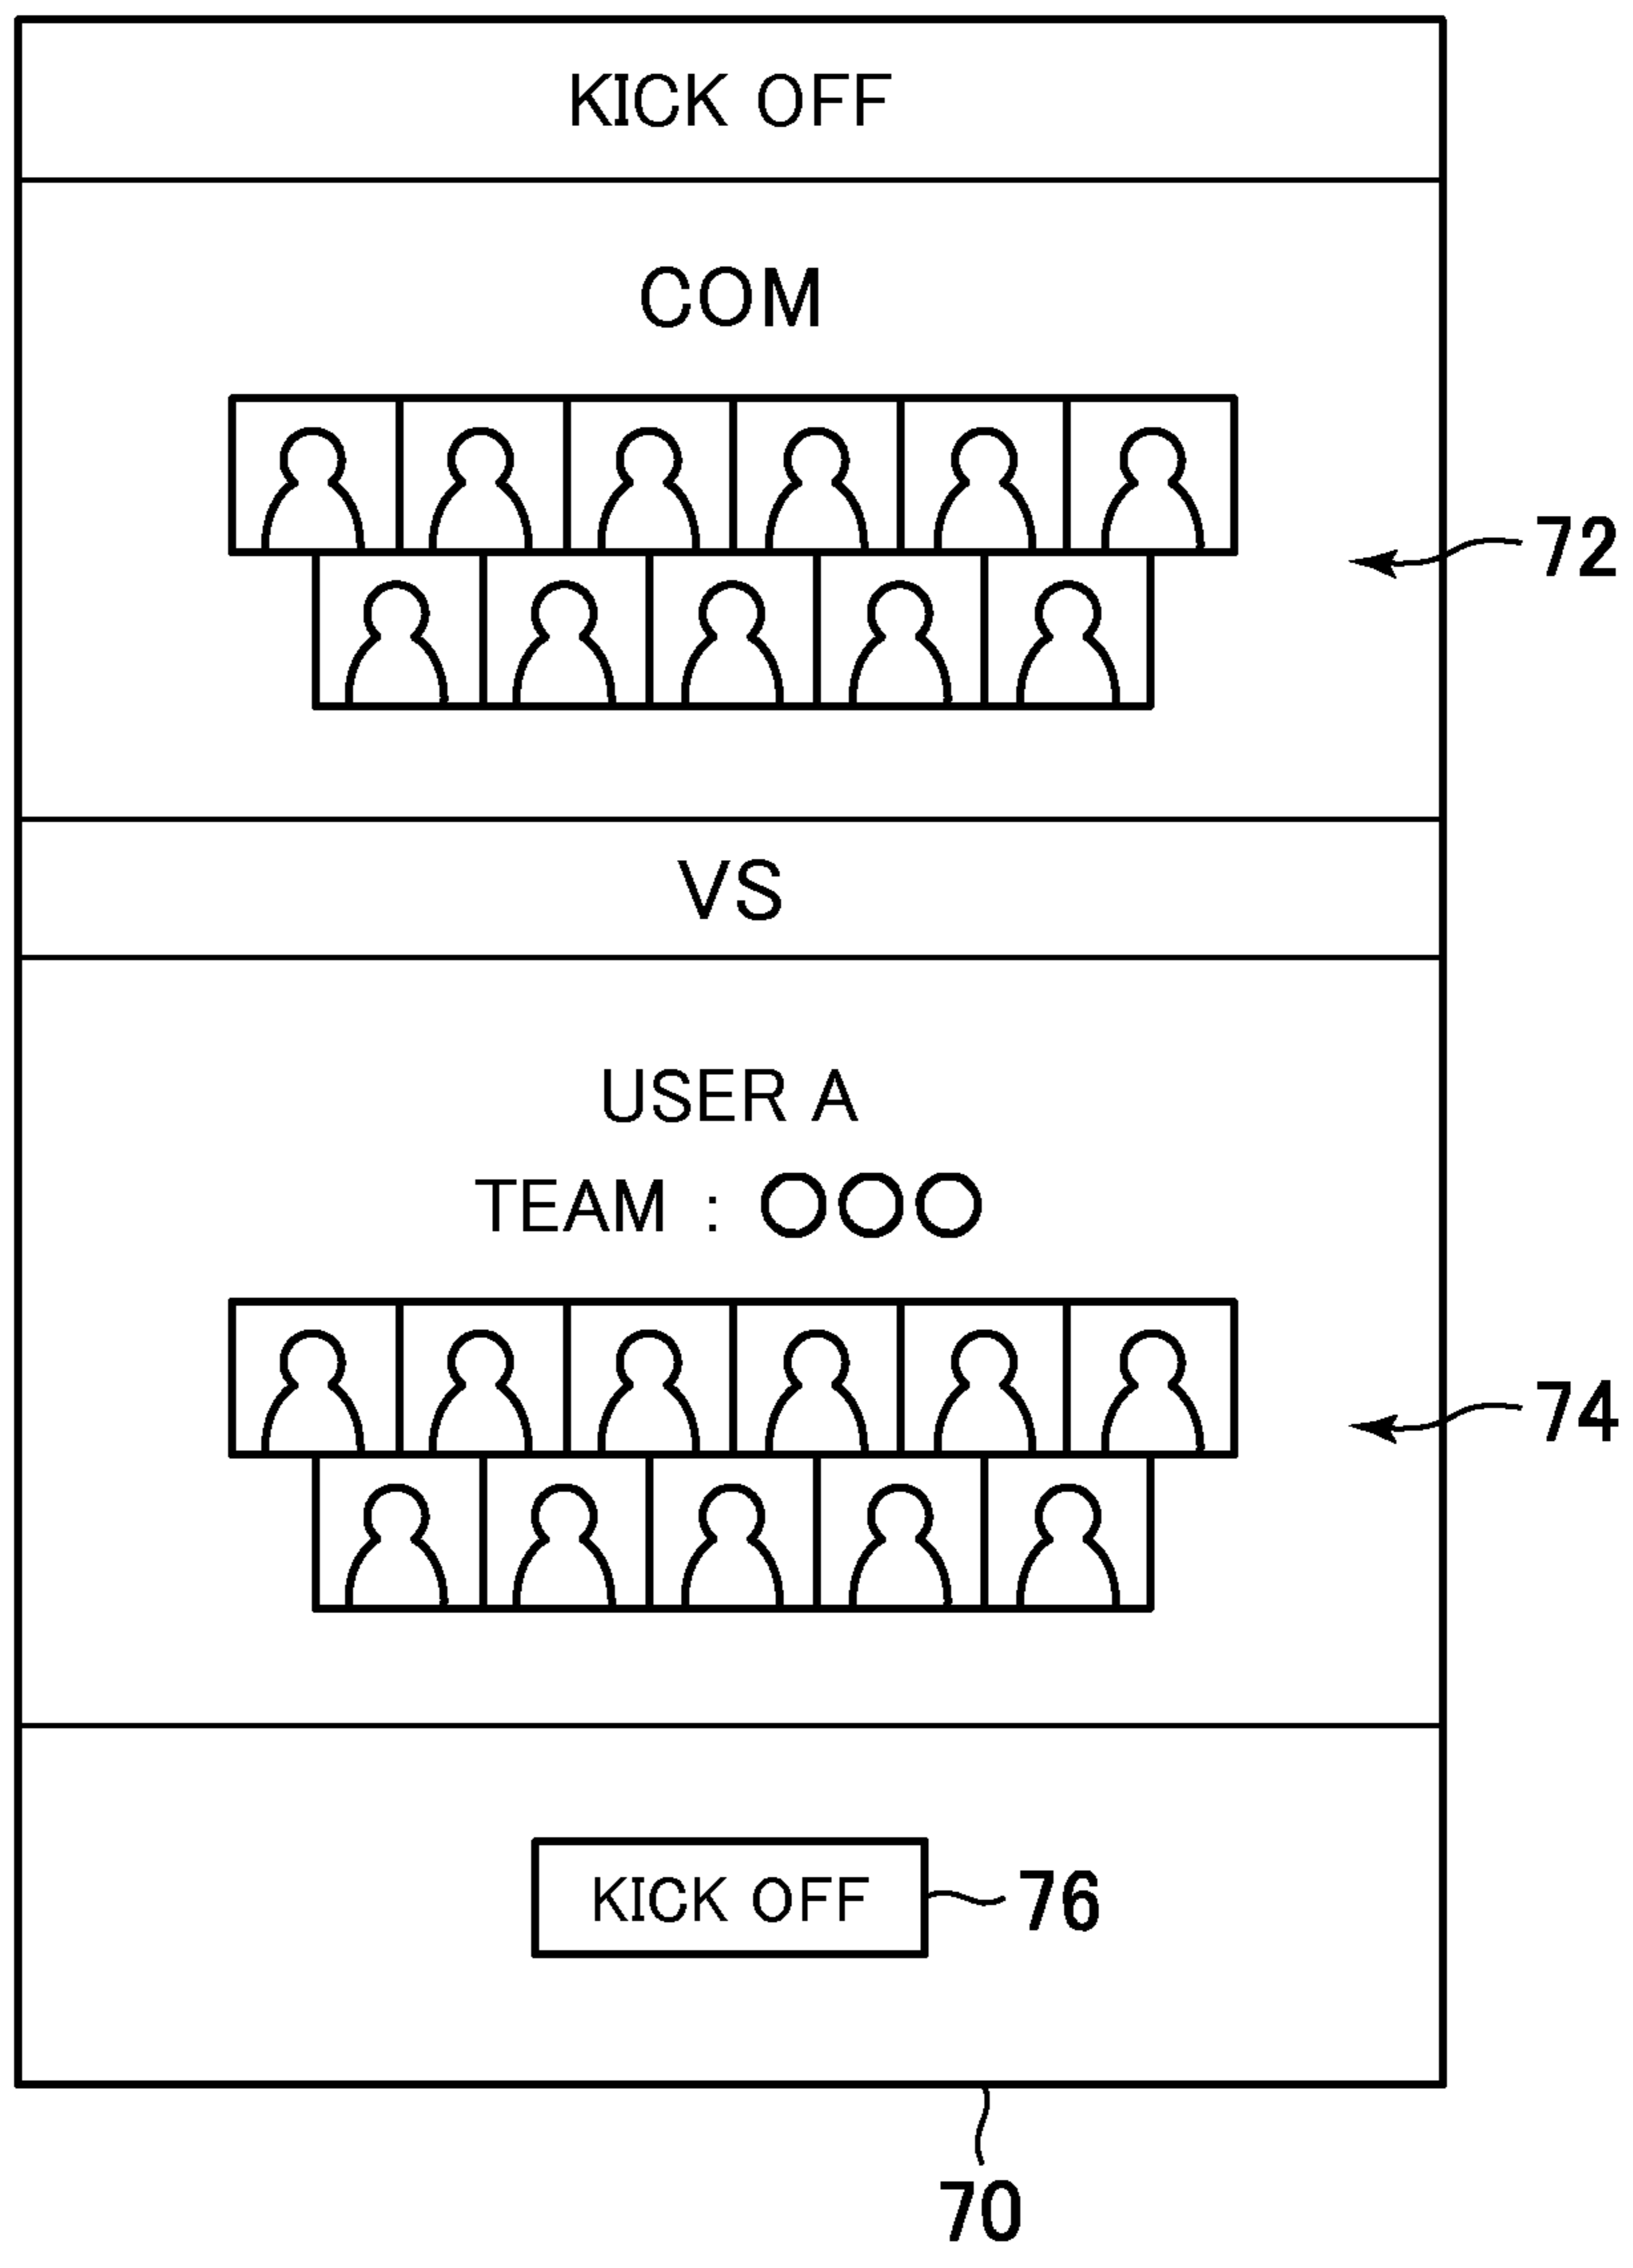 KICK OFF
COM
72
VS
USER A
TEAM : ○○○
74
KICK OFF 76
70